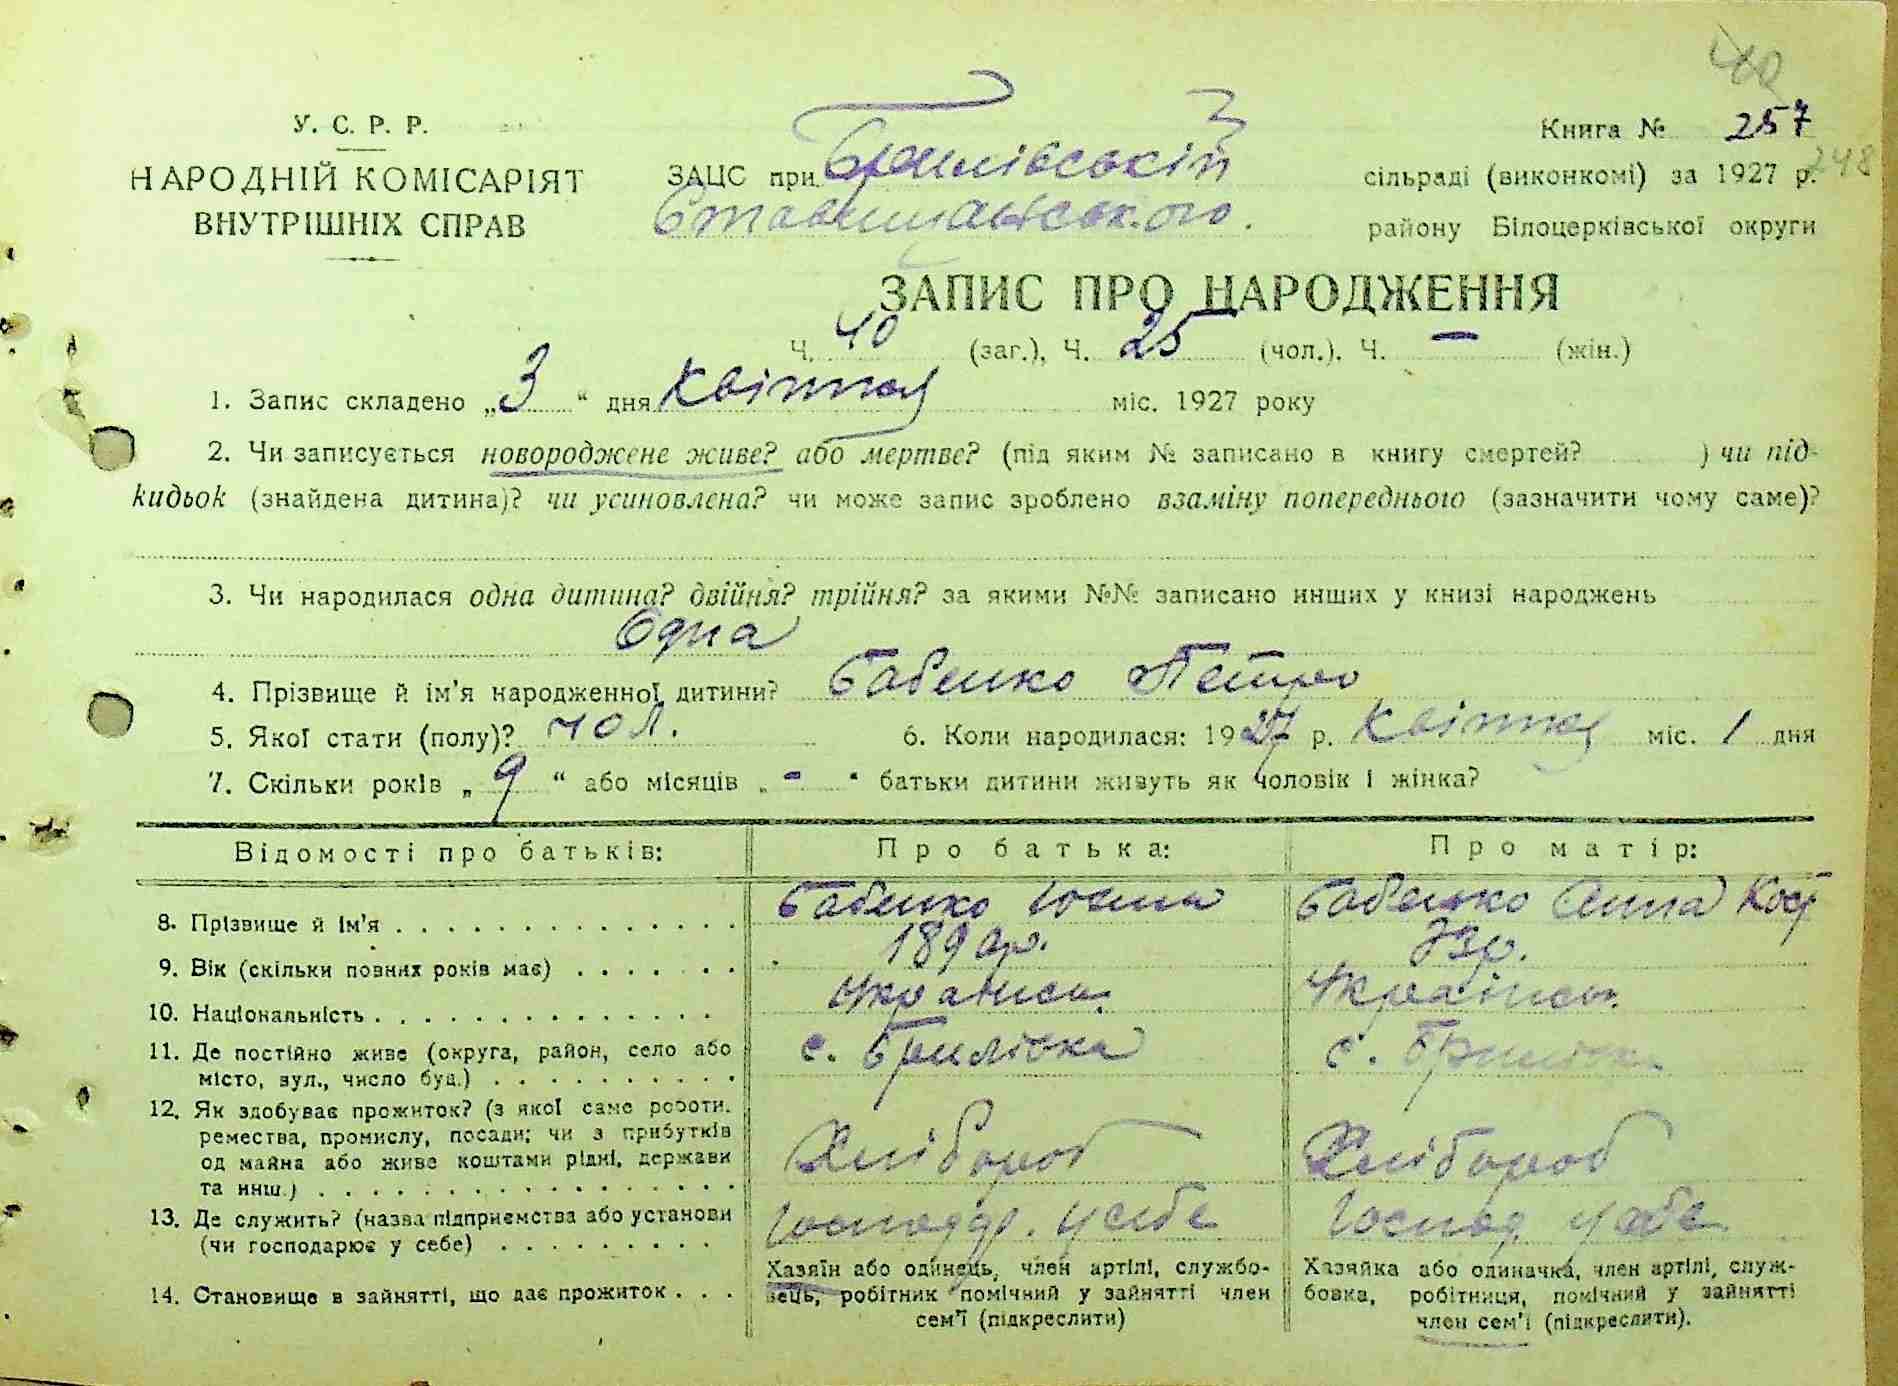 40
У. С. Р. Р.
НАРОДНІЙ КОМІСАРІЯТ
ВНУТРІШНІХ СПРАВ
Книга № 257
248
ЗАЦС при Брилівській сільраді (виконкомі) за 1927 р.
Ставищанського. району Білоцерківської округи
ЗАПИС ПРО НАРОДЖЕННЯ
Ч. 40 (заг.), Ч. 25 (чол.), Ч. — (жін.)
1. Запис складено „3“ дня Квітня міс. 1927 року
2. Чи записується новороджене живе? або мертве? (під яким № записано в книгу смертей? ) чи під-
кидьок (знайдена дитина)? чи усиновлена? чи може запис зроблено взаміну попереднього (зазначити чому саме)?
3. Чи народилася одна дитина? двійня? трійня? за якими №№ записано инших у книзі народжень
Одна
4. Прізвище й ім'я народженної дитини? Бабенко Петро
5. Якої стати (полу)? чол. 6. Коли народилася: 1927 р. Квітня міс. 1 дня
7. Скільки років „9“ або місяців „-“ батьки дитини живуть як чоловік і жінка?
Відомості про батьків: Про батька: Про матір:
8. Прізвище й ім'я Бабенко Юхим Бабенко Анна
9. Вік (скільки повних років має)
10. Національність Українец. Українсь.
11. Де постійно живе (округа, район, село або
місто, вул., число буд.) с. Брилівка с. Брилівка
12. Як здобуває прожиток? (з якої саме роботи,
ремества, промислу, посади; чи з прибутків
од майна або живе коштами рідні, держави
та инш.) Хлібороб Хлібороб
13. Де служить? (назва підприємства або установи
(чи господарює у себе) Господар. у себе Господ. у себе
14. Становище в зайнятті, що дає прожиток
Хазяїн або одинець, член артілі, службо-
вець, робітник помічний у зайнятті член
сем'ї (підкреслити)
Хазяйка або одиначка, член артілі, служ-
бовка, робітниця, помічний у зайнятті
член сем'ї (підкреслити).